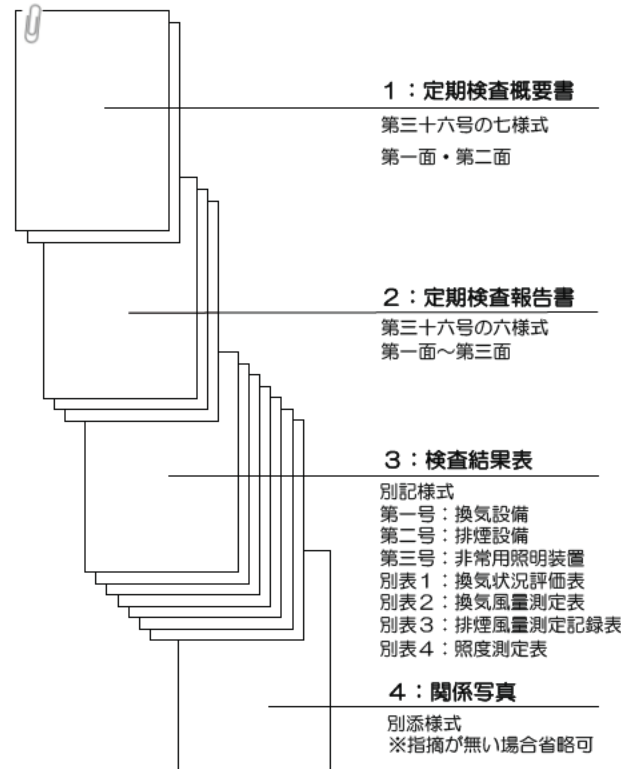 1：定期検査概要書
第三十六号の七様式
第一面・第二面
2：定期検査報告書
第三十六号の六様式
第一面～第三面
3：検査結果表
別記様式
第一号：換気設備
第二号：排煙設備
第三号：非常用照明装置
別表1：換気状況評価表
別表2：換気風量測定表
別表3：排煙風量測定記録表
別表4：照度測定表
4：関係写真
別添様式
※指摘が無い場合省略可